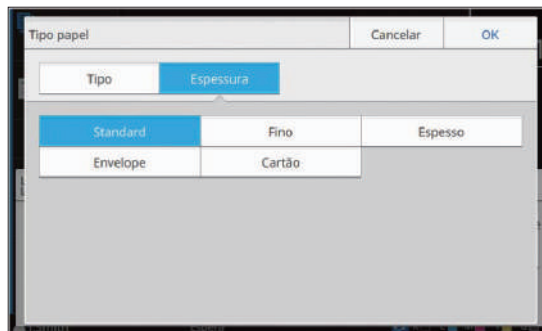 Tipo papel Cancelar OK
Tipo Espessura
Standard Fino Espesso
Envelope Cartão